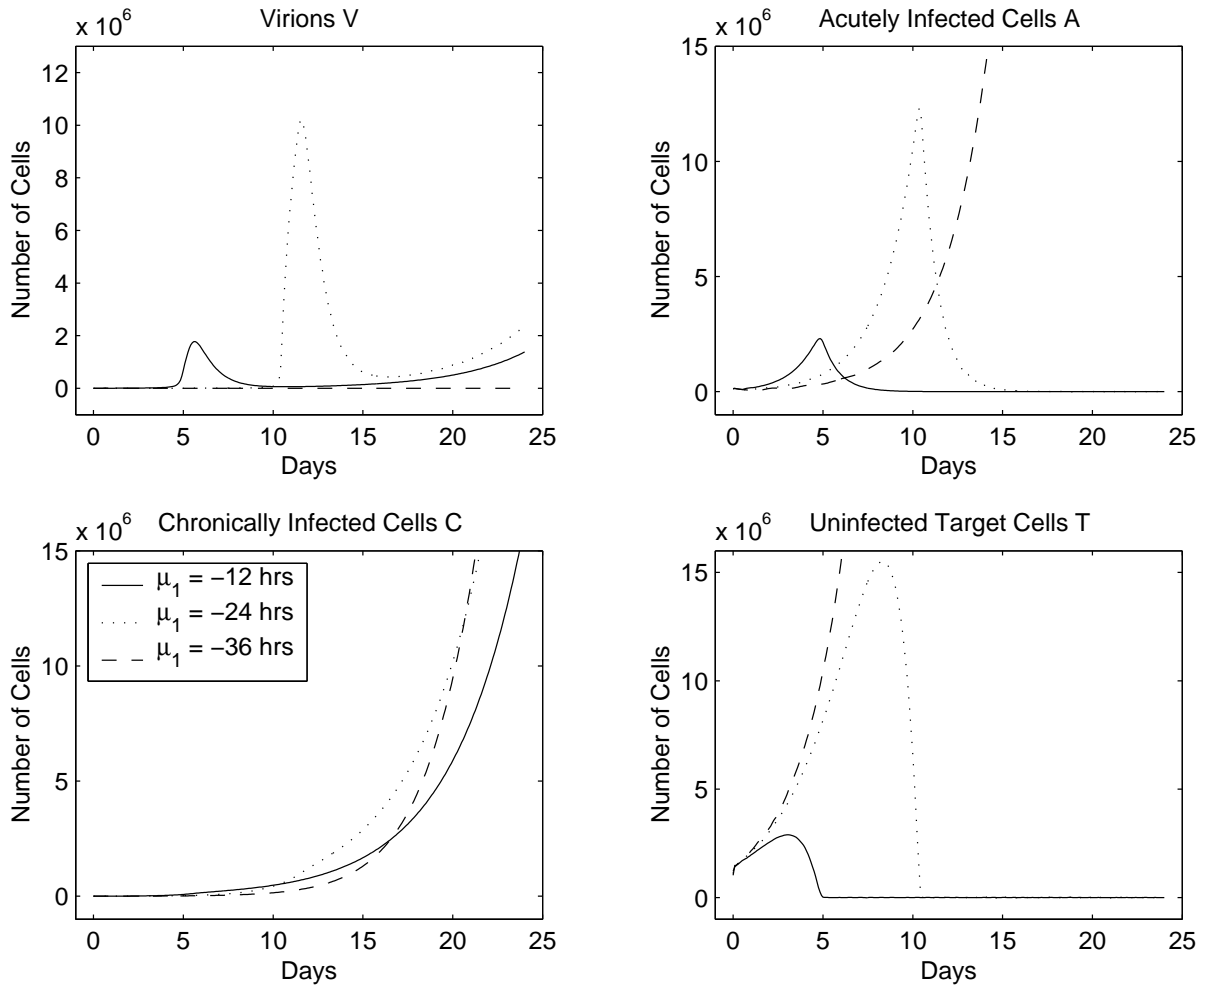 Virions V
x 10^6
Number of Cells
12
10
8
6
4
2
0
0 5 10 15 20 25
Days
Acutely Infected Cells A
x 10^6
Number of Cells
15
10
5
0
0 5 10 15 20 25
Days
Chronically Infected Cells C
x 10^6
Number of Cells
15
10
5
0
μ_1 = −12 hrs
μ_1 = −24 hrs
μ_1 = −36 hrs
0 5 10 15 20 25
Days
Uninfected Target Cells T
x 10^6
Number of Cells
15
10
5
0
0 5 10 15 20 25
Days